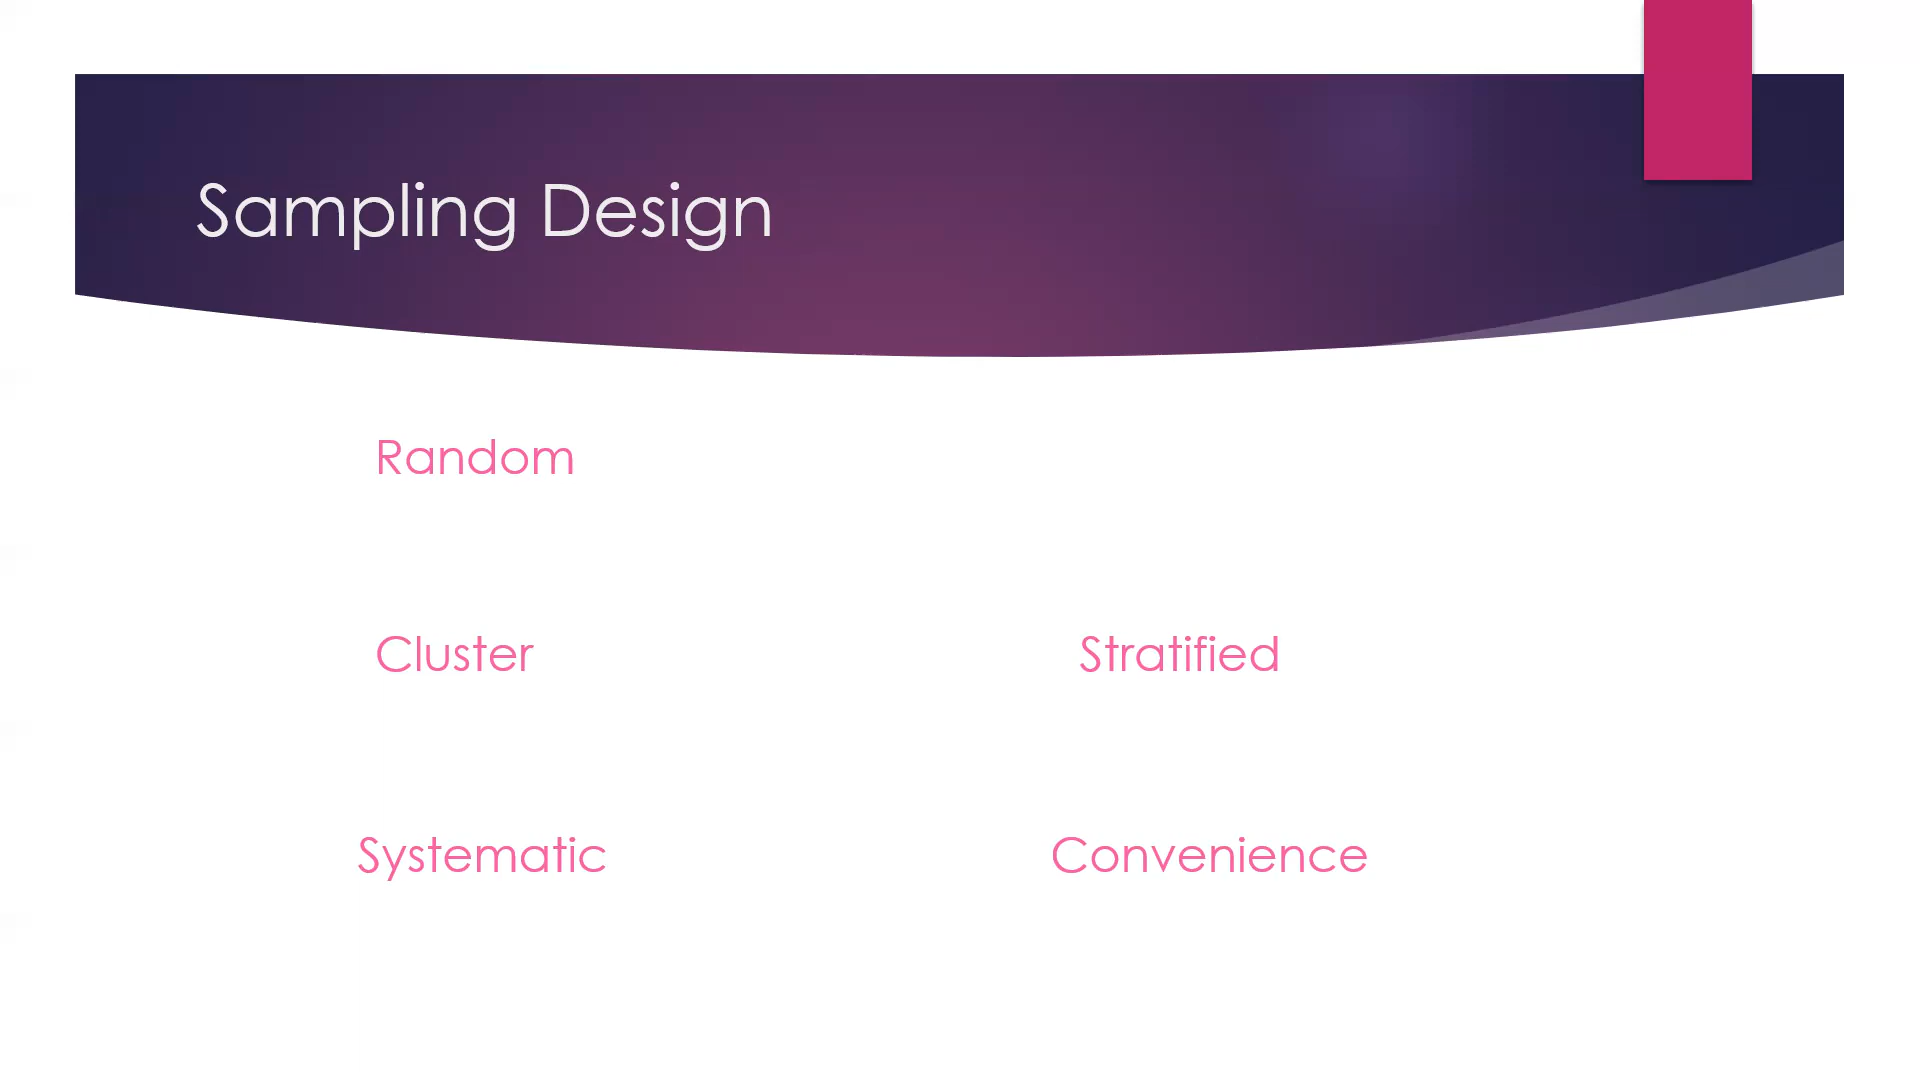 Sampling Design
Random
Cluster
Stratified
Systematic
Convenience